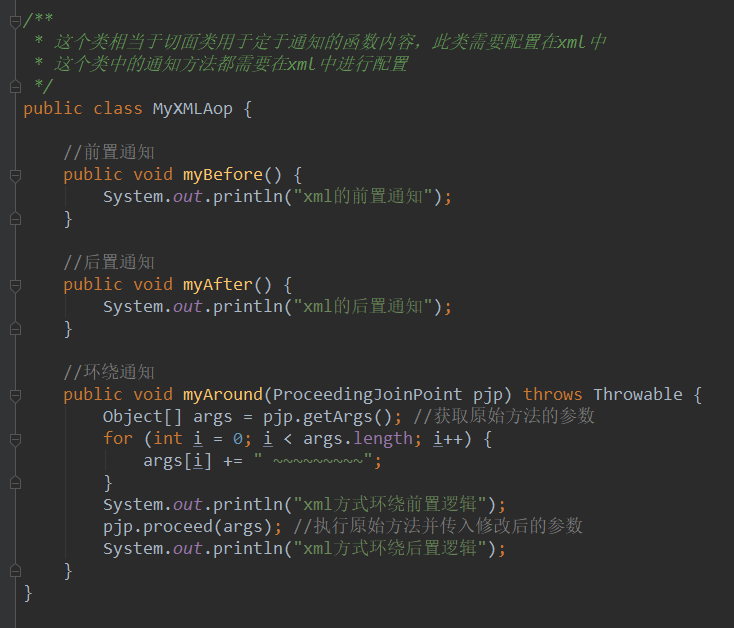 /**
 * 这个类相当于切面类用于定于通知的函数内容，此类需要配置在xml中
 * 这个类中的通知方法都需要在xml中进行配置
 */
public class MyXMLAop {
    //前置通知
    public void myBefore() {
        System.out.println("xml的前置通知");
    }
    //后置通知
    public void myAfter() {
        System.out.println("xml的后置通知");
    }
    //环绕通知
    public void myAround(ProceedingJoinPoint pjp) throws Throwable {
        Object[] args = pjp.getArgs(); //获取原始方法的参数
        for (int i = 0; i < args.length; i++) {
            args[i] += " ~~~~~~~~~";
        }
        System.out.println("xml方式环绕前置逻辑");
        pjp.proceed(args); //执行原始方法并传入修改后的参数
        System.out.println("xml方式环绕后置逻辑");
    }
}